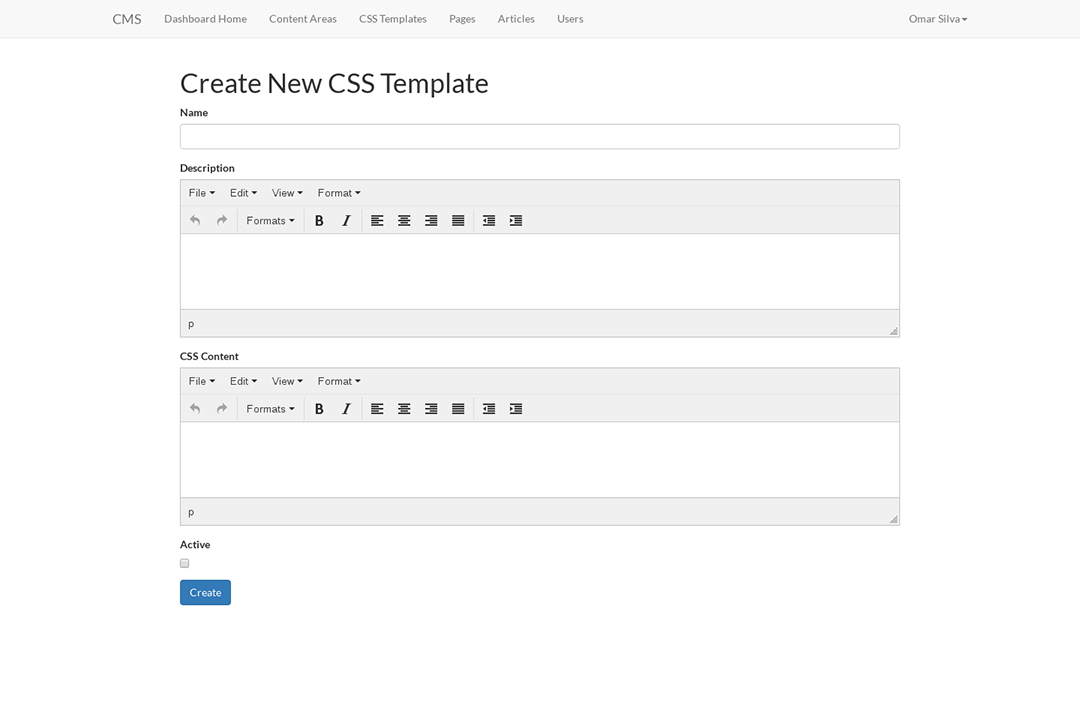 CMS Dashboard Home Content Areas CSS Templates Pages Articles Users Omar Silva
Create New CSS Template
Name
Description
File Edit View Format
Formats B I
p
CSS Content
File Edit View Format
Formats B I
p
Active
Create